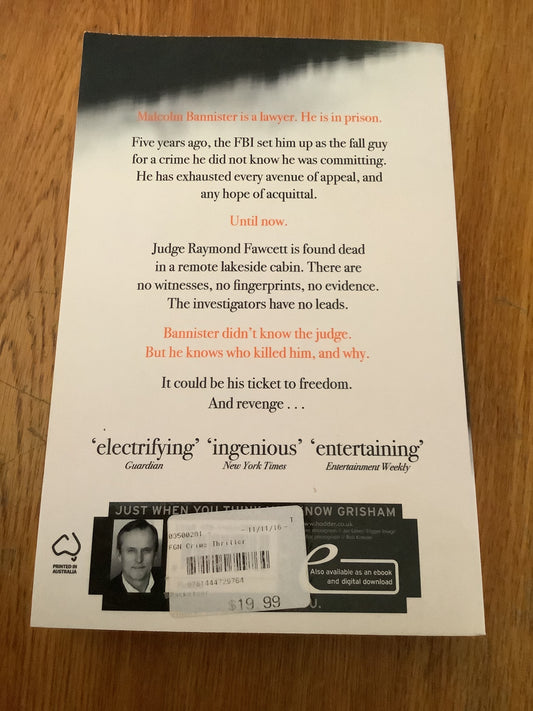 Malcolm Bannister is a lawyer. He is in prison.
Five years ago, the FBI set him up as the fall guy
for a crime he did not know he was committing.
He has exhausted every avenue of appeal, and
any hope of acquittal.
Until now.
Judge Raymond Fawcett is found dead
in a remote lakeside cabin. There are
no witnesses, no fingerprints, no evidence.
The investigators have no leads.
Bannister didn't know the judge.
But he knows who killed him, and why.
It could be his ticket to freedom.
And revenge . . .
'electrifying' 'ingenious' 'entertaining'
Guardian New York Times Entertainment Weekly
JUST WHEN YOU THINK NOW GRISHAM
03500281 - 11/11/16 - 1
FGN Crime Thriller
9781444729764
$19.99
www.hodder.co.uk
Also available as an ebook
and digital download
U.
PRINTED IN
AUSTRALIA